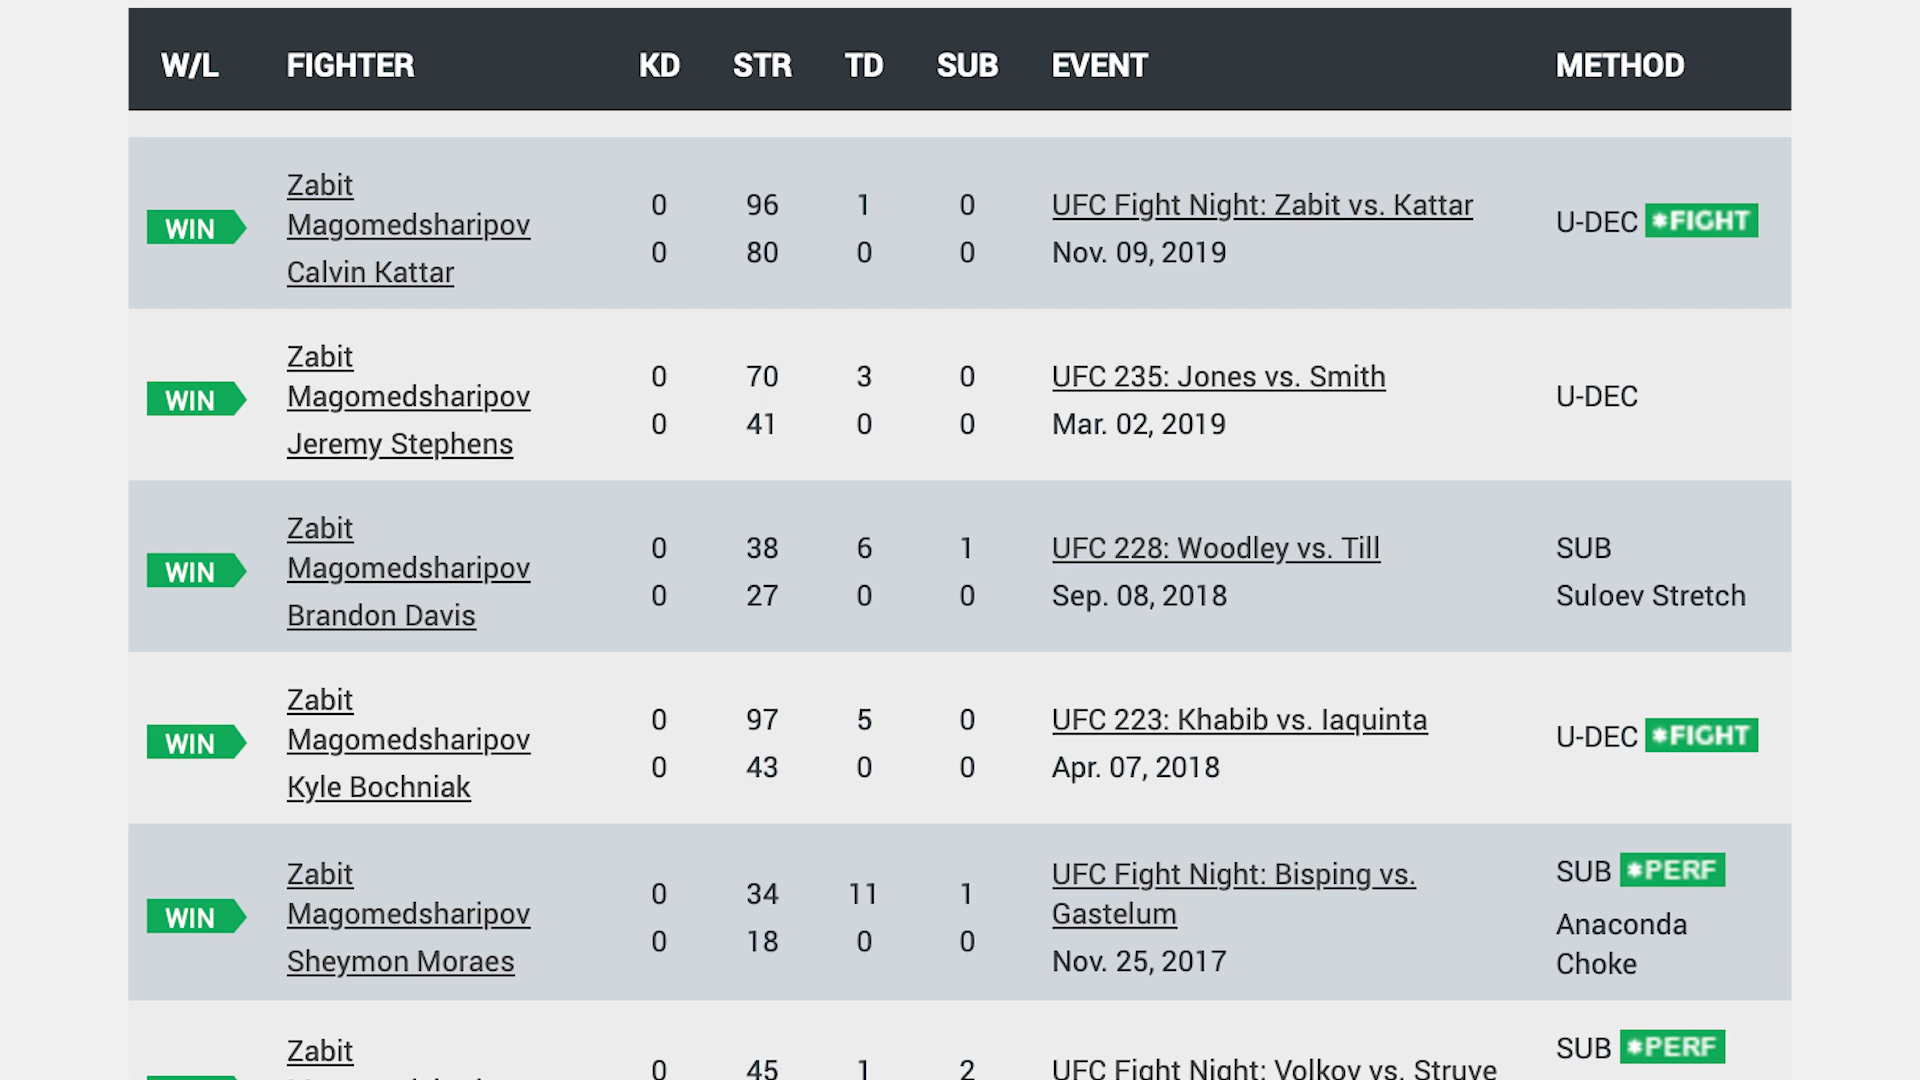 W/L FIGHTER KD STR TD SUB EVENT METHOD
WIN
Zabit
Magomedsharipov
Calvin Kattar
0 96 1 0
0 80 0 0
UFC Fight Night: Zabit vs. Kattar
Nov. 09, 2019
U-DEC *FIGHT
WIN
Zabit
Magomedsharipov
Jeremy Stephens
0 70 3 0
0 41 0 0
UFC 235: Jones vs. Smith
Mar. 02, 2019
U-DEC
WIN
Zabit
Magomedsharipov
Brandon Davis
0 38 6 1
0 27 0 0
UFC 228: Woodley vs. Till
Sep. 08, 2018
SUB
Suloev Stretch
WIN
Zabit
Magomedsharipov
Kyle Bochniak
0 97 5 0
0 43 0 0
UFC 223: Khabib vs. Iaquinta
Apr. 07, 2018
U-DEC *FIGHT
WIN
Zabit
Magomedsharipov
Sheymon Moraes
0 34 11 1
0 18 0 0
UFC Fight Night: Bisping vs.
Gastelum
Nov. 25, 2017
SUB *PERF
Anaconda
Choke
Zabit
0 45 1 2
UFC Fight Night: Volkov vs. Struve
SUB *PERF